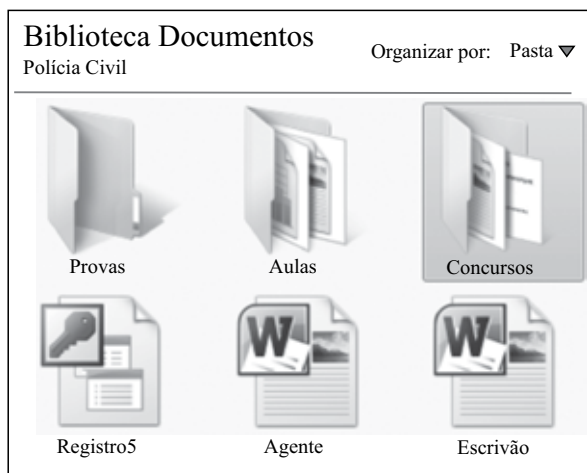 Biblioteca Documentos
Polícia Civil
Organizar por: Pasta
Provas
Aulas
Concursos
Registro5
Agente
Escrivão